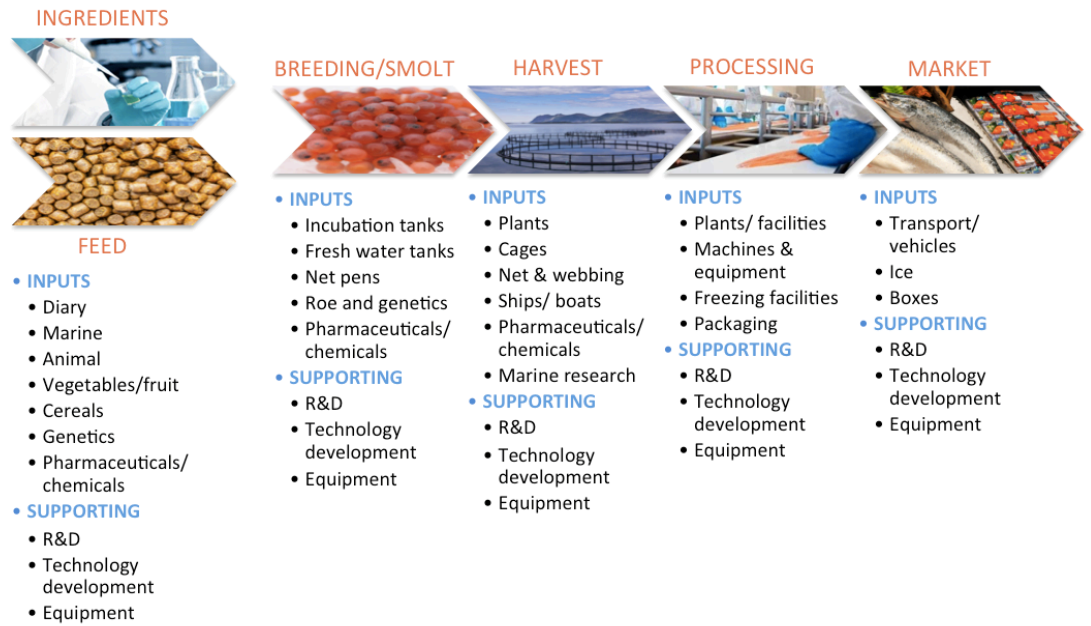 INGREDIENTS
FEED
• INPUTS
• Diary
• Marine
• Animal
• Vegetables/fruit
• Cereals
• Genetics
• Pharmaceuticals/
chemicals
• SUPPORTING
• R&D
• Technology
development
• Equipment
BREEDING/SMOLT
• INPUTS
• Incubation tanks
• Fresh water tanks
• Net pens
• Roe and genetics
• Pharmaceuticals/
chemicals
• SUPPORTING
• R&D
• Technology
development
• Equipment
HARVEST
• INPUTS
• Plants
• Cages
• Net & webbing
• Ships/ boats
• Pharmaceuticals/
chemicals
• Marine research
• SUPPORTING
• R&D
• Technology
development
• Equipment
PROCESSING
• INPUTS
• Plants/ facilities
• Machines &
equipment
• Freezing facilities
• Packaging
• SUPPORTING
• R&D
• Technology
development
• Equipment
MARKET
• INPUTS
• Transport/
vehicles
• Ice
• Boxes
• SUPPORTING
• R&D
• Technology
development
• Equipment